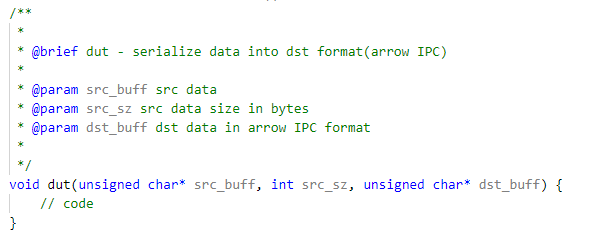 /**
 *
 * @brief dut - serialize data into dst format(arrow IPC)
 *
 * @param src_buff src data
 * @param src_sz src data size in bytes
 * @param dst_buff dst data in arrow IPC format
 *
 */
void dut(unsigned char* src_buff, int src_sz, unsigned char* dst_buff) {
    // code
}